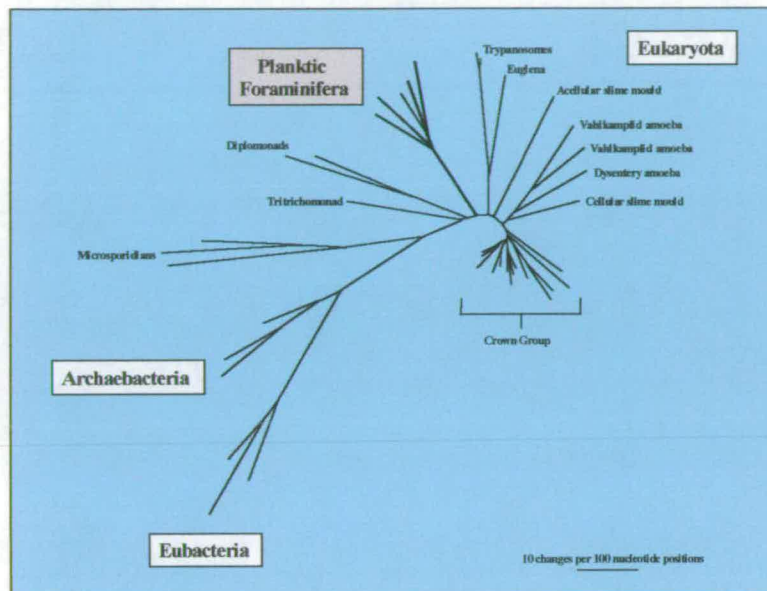 Eukaryota
Planktic
Foraminifera
Trypanosomes
Euglena
Acellular slime mould
Vahlkampfid amoeba
Vahlkampfid amoeba
Dysentery amoeba
Cellular slime mould
Diplomonads
Tritrichomonad
Microsporidians
Crown Group
Archaebacteria
Eubacteria
10 changes per 100 nucleotide positions